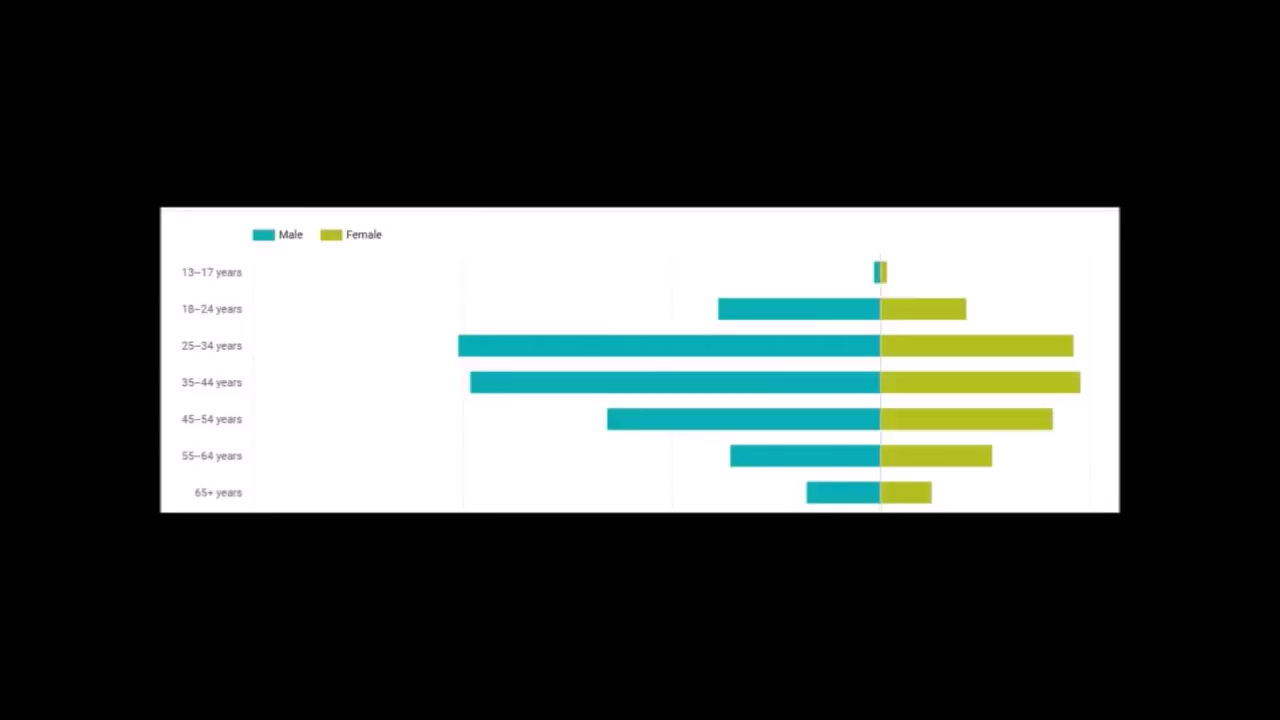 Male Female
13–17 years
18–24 years
25–34 years
35–44 years
45–54 years
55–64 years
65+ years